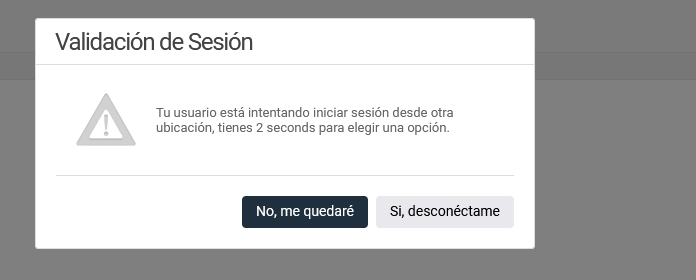 Validación de Sesión
Tu usuario está intentando iniciar sesión desde otra
ubicación, tienes 2 seconds para elegir una opción.
No, me quedaré
Si, desconéctame